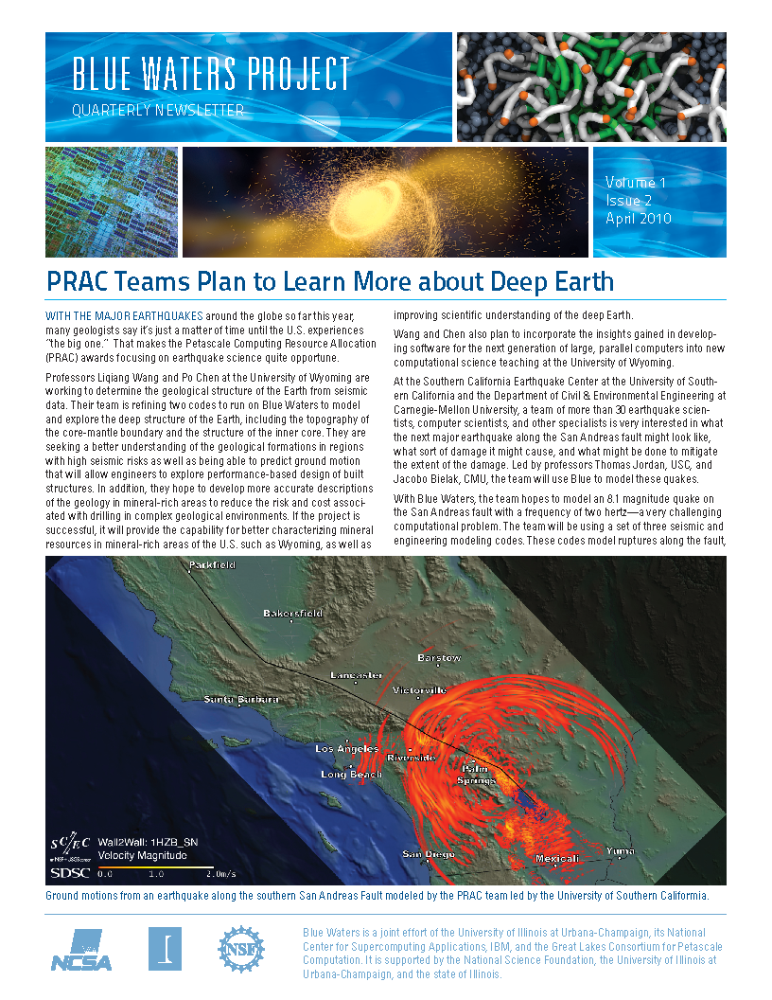 BLUE WATERS PROJECT
QUARTERLY NEWSLETTER
Volume 1
Issue 2
April 2010
PRAC Teams Plan to Learn More about Deep Earth
WITH THE MAJOR EARTHQUAKES around the globe so far this year,
many geologists say it's just a matter of time until the U.S. experiences
"the big one." That makes the Petascale Computing Resource Allocation
(PRAC) awards focusing on earthquake science quite opportune.
Professors Liqiang Wang and Po Chen at the University of Wyoming are
working to determine the geological structure of the Earth from seismic
data. Their team is refining two codes to run on Blue Waters to model
and explore the deep structure of the Earth, including the topography of
the core-mantle boundary and the structure of the inner core. They are
seeking a better understanding of the geological formations in regions
with high seismic risks as well as being able to predict ground motion
that will allow engineers to explore performance-based design of built
structures. In addition, they hope to develop more accurate descriptions
of the geology in mineral-rich areas to reduce the risk and cost associ-
ated with drilling in complex geological environments. If the project is
successful, it will provide the capability for better characterizing mineral
resources in mineral-rich areas of the U.S. such as Wyoming, as well as
improving scientific understanding of the deep Earth.
Wang and Chen also plan to incorporate the insights gained in develop-
ing software for the next generation of large, parallel computers into new
computational science teaching at the University of Wyoming.
At the Southern California Earthquake Center at the University of South-
ern California and the Department of Civil & Environmental Engineering at
Carnegie-Mellon University, a team of more than 30 earthquake scien-
tists, computer scientists, and other specialists is very interested in what
the next major earthquake along the San Andreas fault might look like,
what sort of damage it might cause, and what might be done to mitigate
the extent of the damage. Led by professors Thomas Jordan, USC, and
Jacobo Bielak, CMU, the team will use Blue to model these quakes.
With Blue Waters, the team hopes to model an 8.1 magnitude quake on
the San Andreas fault with a frequency of two hertz—a very challenging
computational problem. The team will be using a set of three seismic and
engineering modeling codes. These codes model ruptures along the fault,
Parkfield
Bakersfield
Barstow
Lancaster
Victorville
Santa Barbara
Los Angeles
Riverside
Long Beach
Palm
Springs
San Diego
Mexicali
Yuma
SC/EC
Wall2Wall: 1HZB_SN
Velocity Magnitude
SDSC
0.0 1.0 2.0m/s
Ground motions from an earthquake along the southern San Andreas Fault modeled by the PRAC team led by the University of Southern California.
NCSA
I
NSF
Blue Waters is a joint effort of the University of Illinois at Urbana-Champaign, its National
Center for Supercomputing Applications, IBM, and the Great Lakes Consortium for Petascale
Computation. It is supported by the National Science Foundation, the University of Illinois at
Urbana-Champaign, and the state of Illinois.